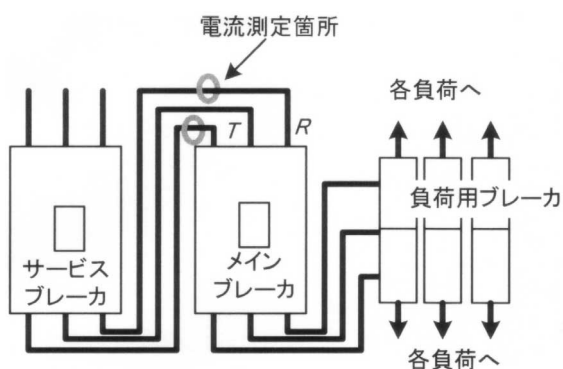 電流測定箇所
各負荷へ
T
R
負荷用ブレーカ
サービス
ブレーカ
メイン
ブレーカ
各負荷へ